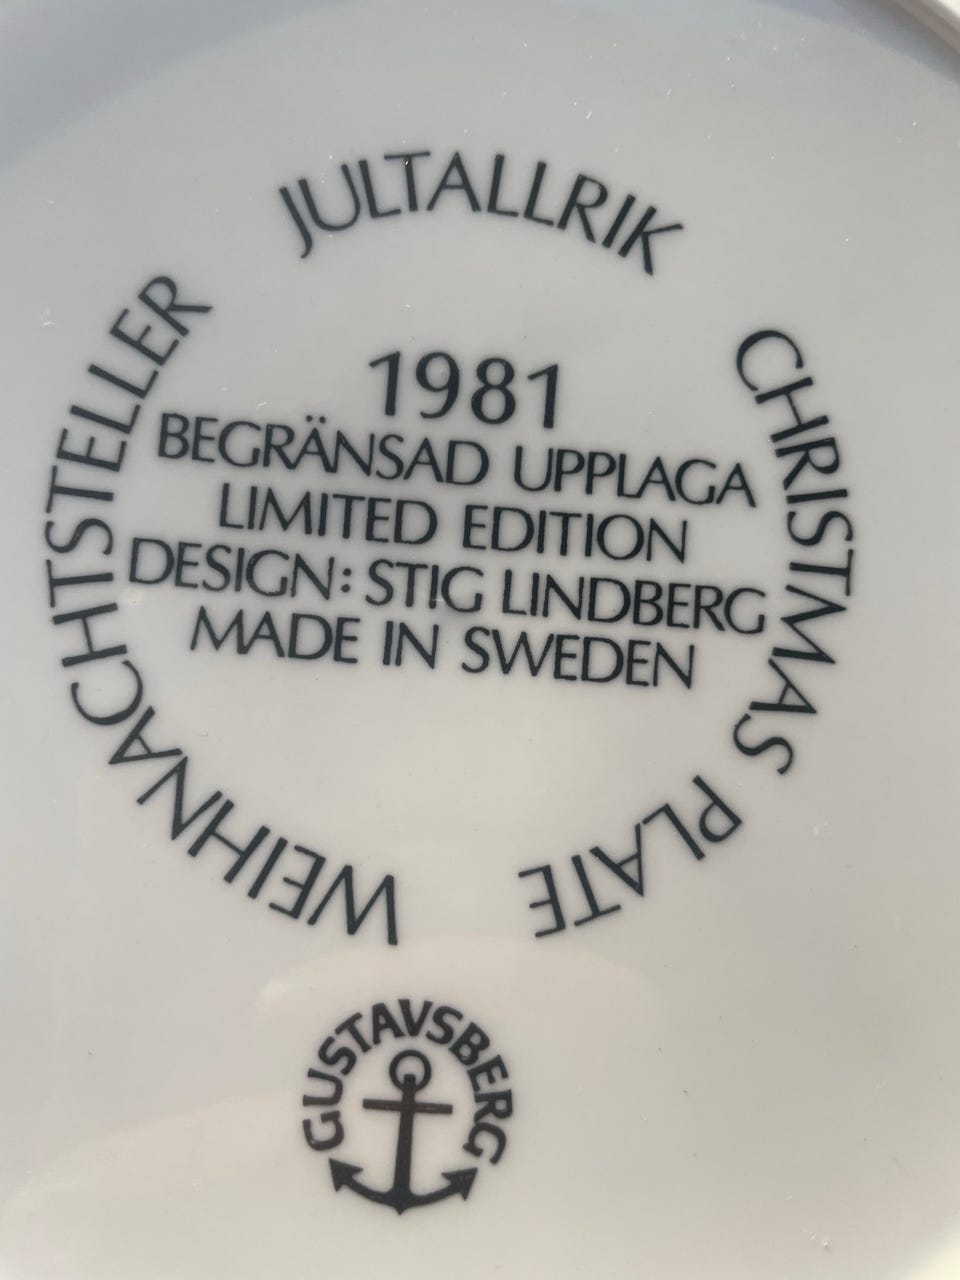 JULTALLRIK
CHRISTMAS PLATE
WEIHNACHTSTELLER
1981
BEGRÄNSAD UPPLAGA
LIMITED EDITION
DESIGN: STIG LINDBERG
MADE IN SWEDEN
GUSTAVSBERG